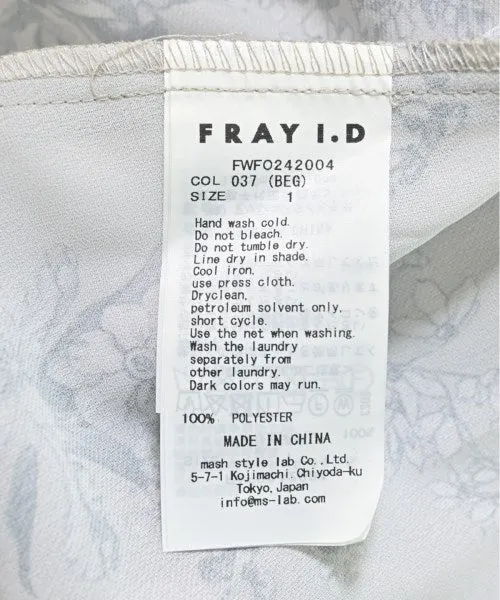 FRAY I.D
FWFO242004
COL 037 (BEG)
SIZE 1
Hand wash cold.
Do not bleach.
Do not tumble dry.
Line dry in shade.
Cool iron.
use press cloth.
Dryclean.
petroleum solvent only,
short cycle.
Use the net when washing.
Wash the laundry
separately from
other laundry.
Dark colors may run.
100% POLYESTER
MADE IN CHINA
mash style lab Co.,Ltd.
5-7-1 Kojimachi.Chiyoda-ku
Tokyo,Japan
info@ms-lab.com